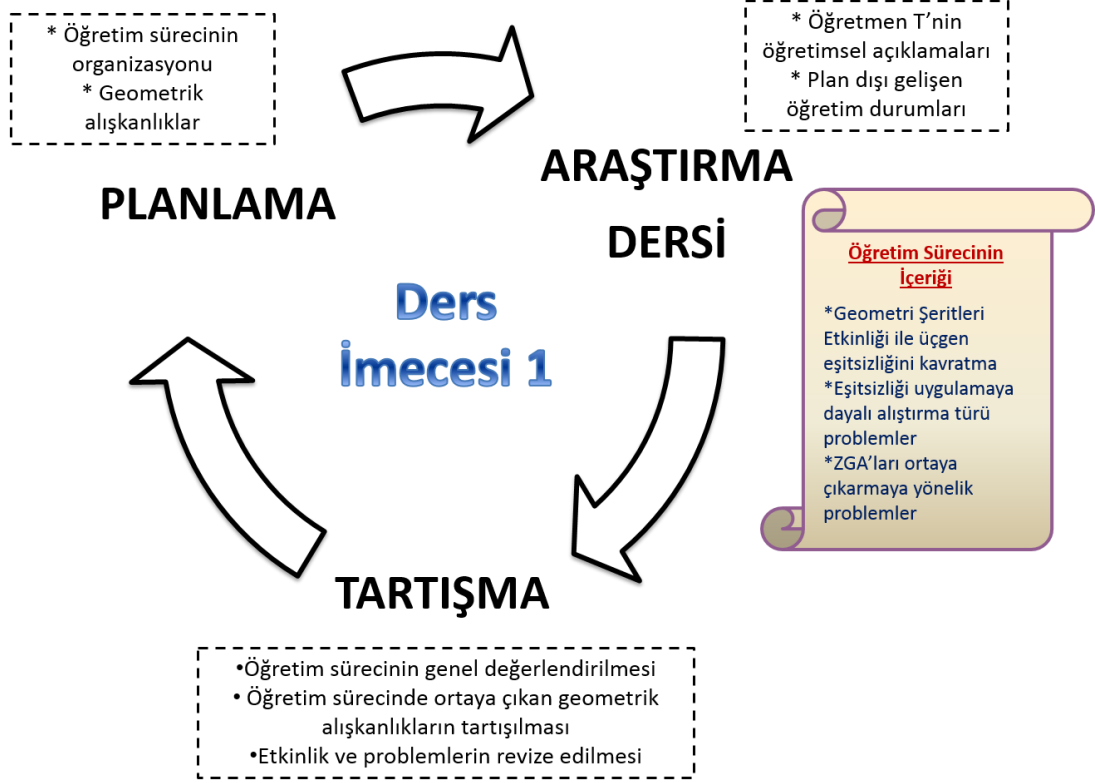 * Öğretim sürecinin
organizasyonu
* Geometrik
alışkanlıklar
PLANLAMA
* Öğretmen T’nin
öğretimsel açıklamaları
* Plan dışı gelişen
öğretim durumları
ARAŞTIRMA
DERSİ
Öğretim Sürecinin
İçeriği
*Geometri Şeritleri
Etkinliği ile üçgen
eşitsizliğini kavratma
*Eşitsizliği uygulamaya
dayalı alıştırma türü
problemler
*ZGA’ları ortaya
çıkarmaya yönelik
problemler
Ders
İmecesi 1
TARTIŞMA
•Öğretim sürecinin genel değerlendirilmesi
• Öğretim sürecinde ortaya çıkan geometrik
alışkanlıkların tartışılması
•Etkinlik ve problemlerin revize edilmesi